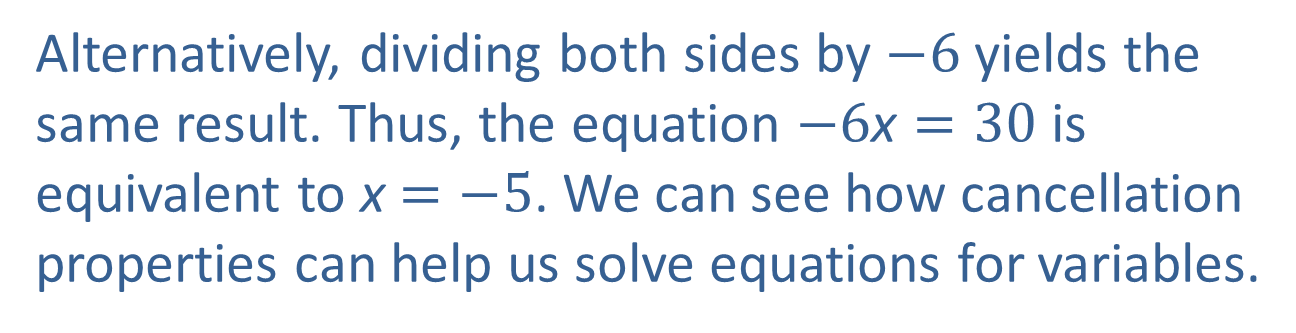 Alternatively, dividing both sides by −6 yields the
same result. Thus, the equation −6x = 30 is
equivalent to x = −5. We can see how cancellation
properties can help us solve equations for variables.